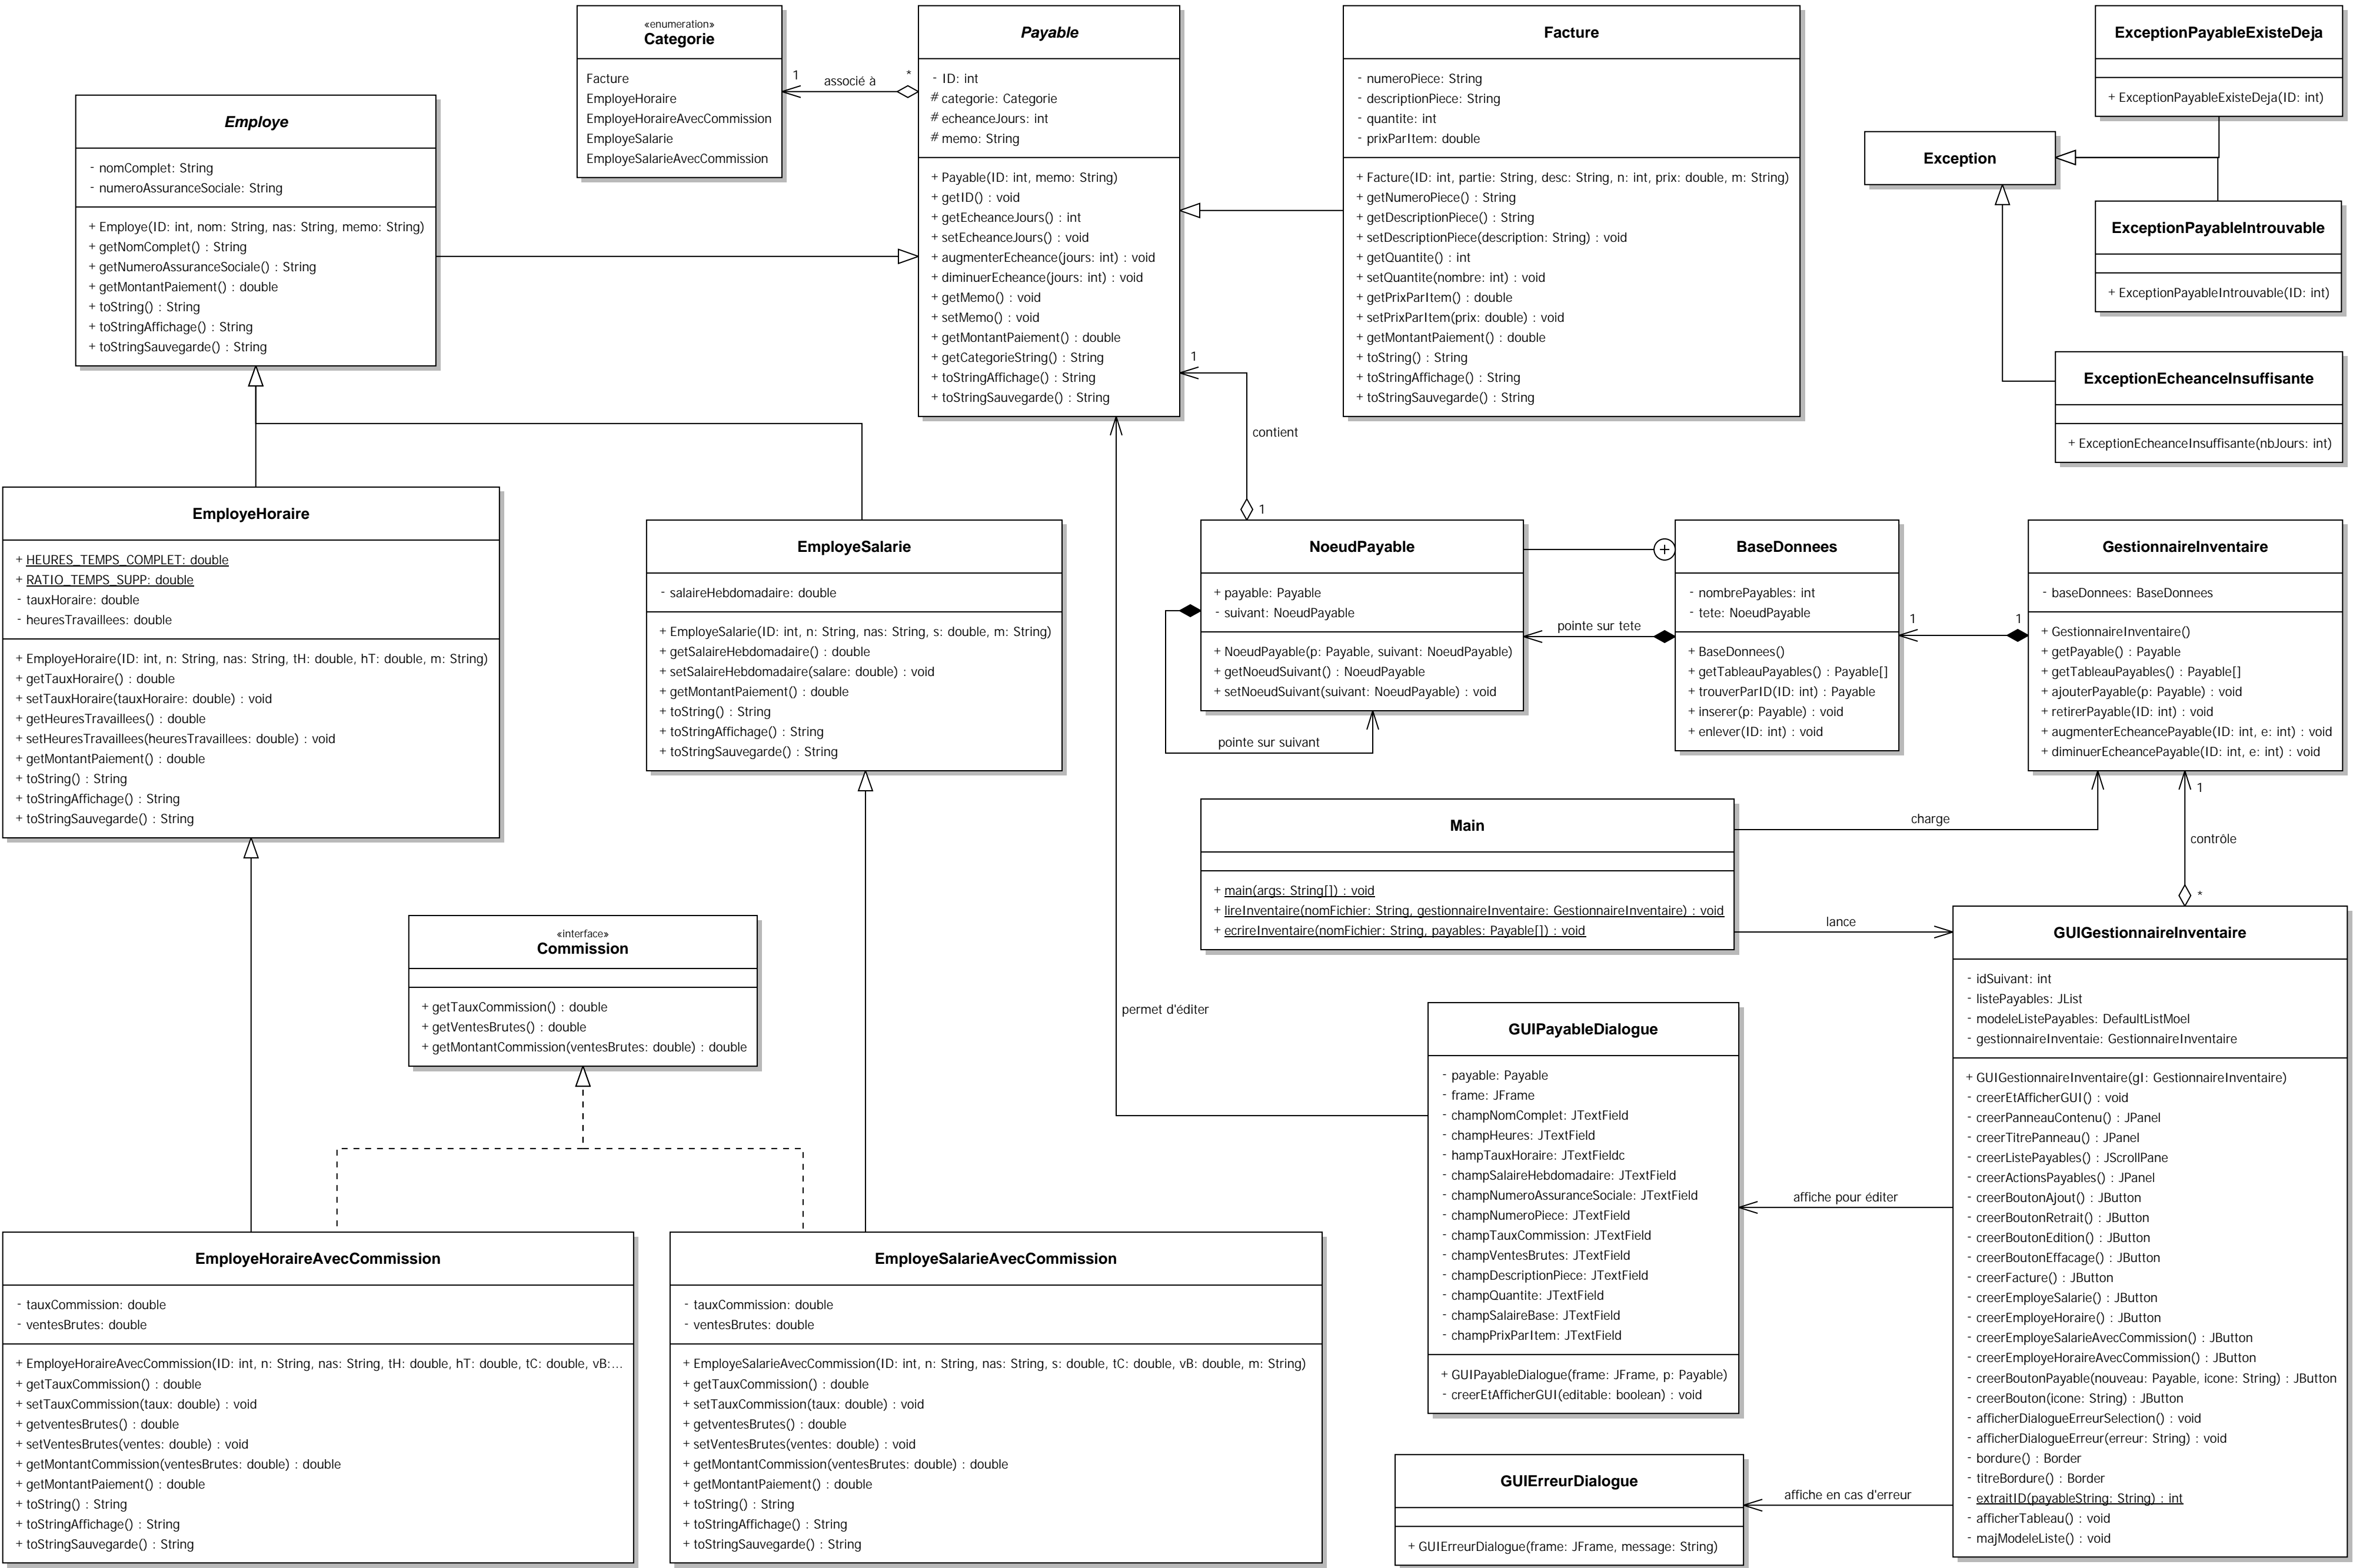 «enumeration»
Categorie
Facture
EmployeHoraire
EmployeHoraireAvecCommission
EmployeSalarie
EmployeSalarieAvecCommission
1
associé à
*
Payable
- ID: int
# categorie: Categorie
# echeanceJours: int
# memo: String
+ Payable(ID: int, memo: String)
+ getID() : void
+ getEcheanceJours() : int
+ setEcheanceJours() : void
+ augmenterEcheance(jours: int) : void
+ diminuerEcheance(jours: int) : void
+ getMemo() : void
+ setMemo() : void
+ getMontantPaiement() : double
+ getCategorieString() : String
+ toStringAffichage() : String
+ toStringSauvegarde() : String
Facture
- numeroPiece: String
- descriptionPiece: String
- quantite: int
- prixParItem: double
+ Facture(ID: int, partie: String, desc: String, n: int, prix: double, m: String)
+ getNumeroPiece() : String
+ getDescriptionPiece() : String
+ setDescriptionPiece(description: String) : void
+ getQuantite() : int
+ setQuantite(nombre: int) : void
+ getPrixParItem() : double
+ setPrixParItem(prix: double) : void
+ getMontantPaiement() : double
+ toString() : String
+ toStringAffichage() : String
+ toStringSauvegarde() : String
ExceptionPayableExisteDeja
+ ExceptionPayableExisteDeja(ID: int)
Exception
ExceptionPayableIntrouvable
+ ExceptionPayableIntrouvable(ID: int)
ExceptionEcheanceInsuffisante
+ ExceptionEcheanceInsuffisante(nbJours: int)
Employe
- nomComplet: String
- numeroAssuranceSociale: String
+ Employe(ID: int, nom: String, nas: String, memo: String)
+ getNomComplet() : String
+ getNumeroAssuranceSociale() : String
+ getMontantPaiement() : double
+ toString() : String
+ toStringAffichage() : String
+ toStringSauvegarde() : String
1
contient
1
EmployeHoraire
+ HEURES_TEMPS_COMPLET: double
+ RATIO_TEMPS_SUPP: double
- tauxHoraire: double
- heuresTravaillees: double
+ EmployeHoraire(ID: int, n: String, nas: String, tH: double, hT: double, m: String)
+ getTauxHoraire() : double
+ setTauxHoraire(tauxHoraire: double) : void
+ getHeuresTravaillees() : double
+ setHeuresTravaillees(heuresTravaillees: double) : void
+ getMontantPaiement() : double
+ toString() : String
+ toStringAffichage() : String
+ toStringSauvegarde() : String
EmployeSalarie
- salaireHebdomadaire: double
+ EmployeSalarie(ID: int, n: String, nas: String, s: double, m: String)
+ getSalaireHebdomadaire() : double
+ setSalaireHebdomadaire(salare: double) : void
+ getMontantPaiement() : double
+ toString() : String
+ toStringAffichage() : String
+ toStringSauvegarde() : String
NoeudPayable
+ payable: Payable
- suivant: NoeudPayable
+ NoeudPayable(p: Payable, suivant: NoeudPayable)
+ getNoeudSuivant() : NoeudPayable
+ setNoeudSuivant(suivant: NoeudPayable) : void
pointe sur suivant
pointe sur tete
BaseDonnees
- nombrePayables: int
- tete: NoeudPayable
+ BaseDonnees()
+ getTableauPayables() : Payable[]
+ trouverParID(ID: int) : Payable
+ inserer(p: Payable) : void
+ enlever(ID: int) : void
1
1
GestionnaireInventaire
- baseDonnees: BaseDonnees
+ GestionnaireInventaire()
+ getPayable() : Payable
+ getTableauPayables() : Payable[]
+ ajouterPayable(p: Payable) : void
+ retirerPayable(ID: int) : void
+ augmenterEcheancePayable(ID: int, e: int) : void
+ diminuerEcheancePayable(ID: int, e: int) : void
1
contrôle
*
Main
+ main(args: String[]) : void
+ lireInventaire(nomFichier: String, gestionnaireInventaire: GestionnaireInventaire) : void
+ ecrireInventaire(nomFichier: String, payables: Payable[]) : void
charge
lance
«interface»
Commission
+ getTauxCommission() : double
+ getVentesBrutes() : double
+ getMontantCommission(ventesBrutes: double) : double
permet d'éditer
GUIPayableDialogue
- payable: Payable
- frame: JFrame
- champNomComplet: JTextField
- champHeures: JTextField
- hampTauxHoraire: JTextFieldc
- champSalaireHebdomadaire: JTextField
- champNumeroAssuranceSociale: JTextField
- champNumeroPiece: JTextField
- champTauxCommission: JTextField
- champVentesBrutes: JTextField
- champDescriptionPiece: JTextField
- champQuantite: JTextField
- champSalaireBase: JTextField
- champPrixParItem: JTextField
+ GUIPayableDialogue(frame: JFrame, p: Payable)
- creerEtAfficherGUI(editable: boolean) : void
affiche pour éditer
GUIGestionnaireInventaire
- idSuivant: int
- listePayables: JList
- modeleListePayables: DefaultListMoel
- gestionnaireInventaie: GestionnaireInventaire
+ GUIGestionnaireInventaire(gI: GestionnaireInventaire)
- creerEtAfficherGUI() : void
- creerPanneauContenu() : JPanel
- creerTitrePanneau() : JPanel
- creerListePayables() : JScrollPane
- creerActionsPayables() : JPanel
- creerBoutonAjout() : JButton
- creerBoutonRetrait() : JButton
- creerBoutonEdition() : JButton
- creerBoutonEffacage() : JButton
- creerFacture() : JButton
- creerEmployeSalarie() : JButton
- creerEmployeHoraire() : JButton
- creerEmployeSalarieAvecCommission() : JButton
- creerEmployeHoraireAvecCommission() : JButton
- creerBoutonPayable(nouveau: Payable, icone: String) : JButton
- creerBouton(icone: String) : JButton
- afficherDialogueErreurSelection() : void
- afficherDialogueErreur(erreur: String) : void
- bordure() : Border
- titreBordure() : Border
- extraitID(payableString: String) : int
- afficherTableau() : void
- majModeleListe() : void
EmployeHoraireAvecCommission
- tauxCommission: double
- ventesBrutes: double
+ EmployeHoraireAvecCommission(ID: int, n: String, nas: String, tH: double, hT: double, tC: double, vB:...
+ getTauxCommission() : double
+ setTauxCommission(taux: double) : void
+ getventesBrutes() : double
+ setVentesBrutes(ventes: double) : void
+ getMontantCommission(ventesBrutes: double) : double
+ getMontantPaiement() : double
+ toString() : String
+ toStringAffichage() : String
+ toStringSauvegarde() : String
EmployeSalarieAvecCommission
- tauxCommission: double
- ventesBrutes: double
+ EmployeSalarieAvecCommission(ID: int, n: String, nas: String, s: double, tC: double, vB: double, m: String)
+ getTauxCommission() : double
+ setTauxCommission(taux: double) : void
+ getventesBrutes() : double
+ setVentesBrutes(ventes: double) : void
+ getMontantCommission(ventesBrutes: double) : double
+ getMontantPaiement() : double
+ toString() : String
+ toStringAffichage() : String
+ toStringSauvegarde() : String
GUIErreurDialogue
+ GUIErreurDialogue(frame: JFrame, message: String)
affiche en cas d'erreur